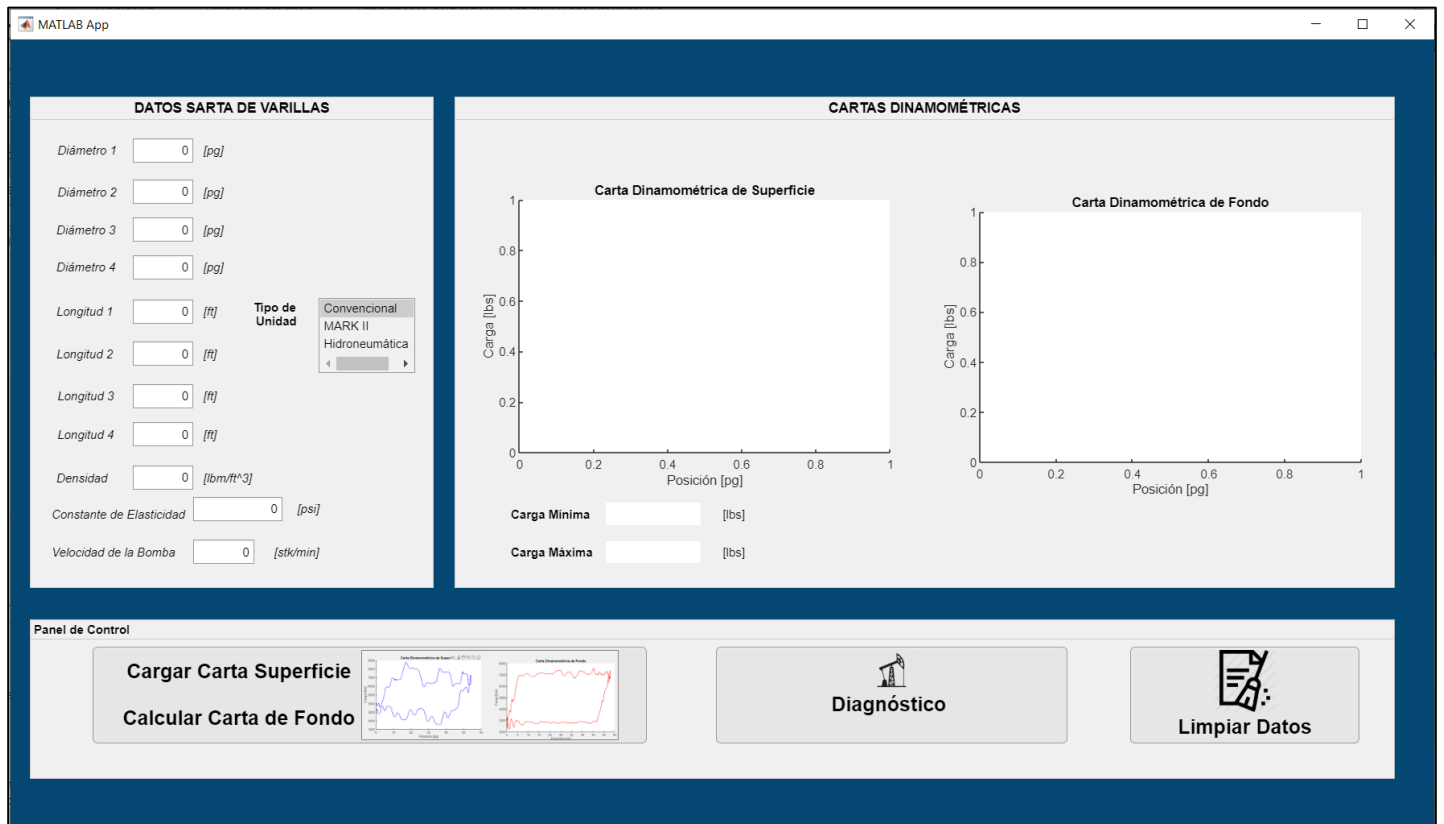 MATLAB App
DATOS SARTA DE VARILLAS
Diámetro 1 0 [pg]
Diámetro 2 0 [pg]
Diámetro 3 0 [pg]
Diámetro 4 0 [pg]
Longitud 1 0 [ft]
Longitud 2 0 [ft]
Longitud 3 0 [ft]
Longitud 4 0 [ft]
Densidad 0 [lbm/ft^3]
Constante de Elasticidad 0 [psi]
Velocidad de la Bomba 0 [stk/min]
Tipo de
Unidad
Convencional
MARK II
Hidroneumática
CARTAS DINAMOMÉTRICAS
Carta Dinamométrica de Superficie
1
0.8
0.6
0.4
0.2
0
Carga [lbs]
0 0.2 0.4 0.6 0.8 1
Posición [pg]
Carta Dinamométrica de Fondo
1
0.8
0.6
0.4
0.2
0
Carga [lbs]
0 0.2 0.4 0.6 0.8 1
Posición [pg]
Carga Mínima [lbs]
Carga Máxima [lbs]
Panel de Control
Cargar Carta Superficie
Calcular Carta de Fondo
Carta Dinamométrica de Fondo
Diagnóstico
Limpiar Datos